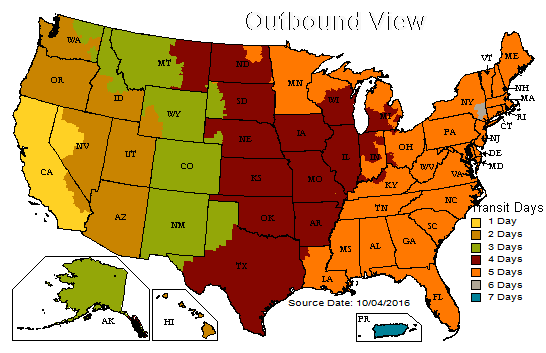 Outbound View
WA
MT
ND
MN
VT
ME
OR
ID
SD
WI
MI
NY
NH
MA
WY
RI
CT
NV
UT
NE
IA
PA
NJ
CA
CO
IL
IN
OH
DE
MD
KS
MO
WV
VA
KY
AZ
NM
OK
AR
TN
NC
SC
TX
MS
AL
GA
LA
FL
Transit Days
1 Day
2 Days
3 Days
4 Days
5 Days
6 Days
7 Days
Source Date: 10/04/2016
AK
HI
PR